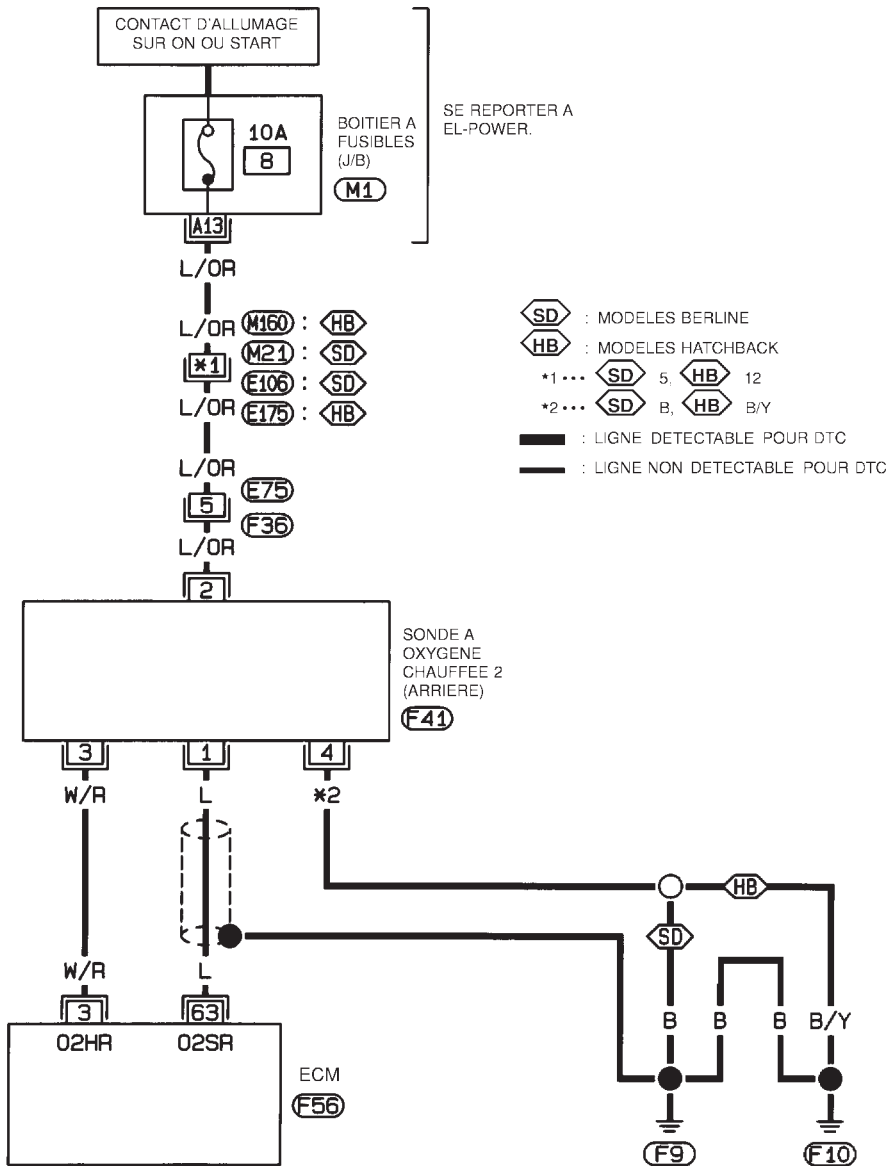 CONTACT D'ALLUMAGE
SUR ON OU START
10A
8
BOITIER A
FUSIBLES
(J/B)
M1
SE REPORTER A
EL-POWER.
A13
L/OR
L/OR
M160 : HB
*1
M21 : SD
E106 : SD
L/OR
E175 : HB
SD : MODELES BERLINE
HB : MODELES HATCHBACK
*1 ••• SD 5, HB 12
*2 ••• SD B, HB B/Y
: LIGNE DETECTABLE POUR DTC
: LIGNE NON DETECTABLE POUR DTC
L/OR
E75
5
F36
L/OR
2
SONDE A
OXYGENE
CHAUFFEE 2
(ARRIERE)
F41
3 1 4
W/R L *2
HB
SD
W/R L
3 63
B B B B/Y
O2HR O2SR
ECM
F56
F9 F10